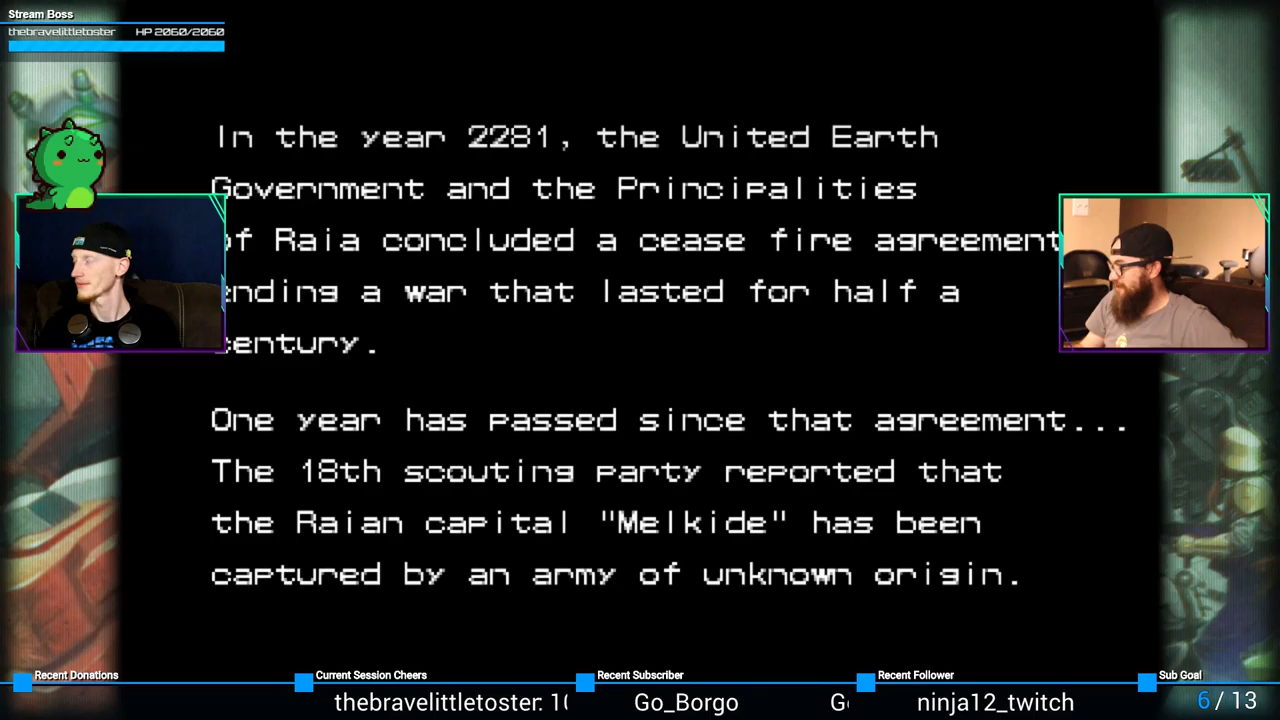 Stream Boss
thebravelittletoster HP 2060/2060
In the year 2281, the United Earth
Government and the Principalities
of Raia concluded a cease fire agreement
ending a war that lasted for half a
century.
One year has passed since that agreement...
The 18th scouting party reported that
the Raian capital "Melkide" has been
captured by an army of unknown origin.
Recent Donations
Current Session Cheers
thebravelittletoster: 10
Recent Subscriber
Go_Borgo
Recent Follower
ninja12_twitch
Sub Goal
6 / 13